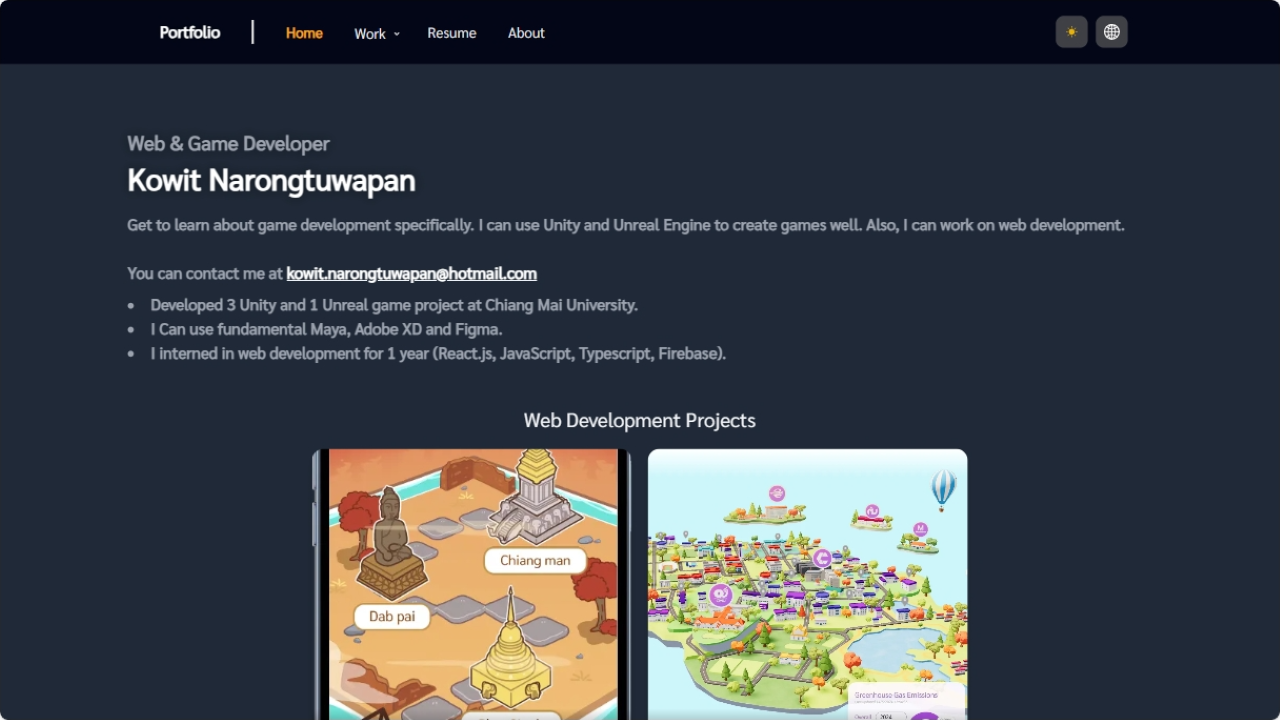 Portfolio
Home
Work
Resume
About
Web & Game Developer
Kowit Narongtuwapan
Get to learn about game development specifically. I can use Unity and Unreal Engine to create games well. Also, I can work on web development.
You can contact me at kowit.narongtuwapan@hotmail.com
• Developed 3 Unity and 1 Unreal game project at Chiang Mai University.
• I Can use fundamental Maya, Adobe XD and Figma.
• I interned in web development for 1 year (React.js, JavaScript, Typescript, Firebase).
Web Development Projects
Chiang man
Dab pai
Greenhouse Gas Emissions
Overall
2024